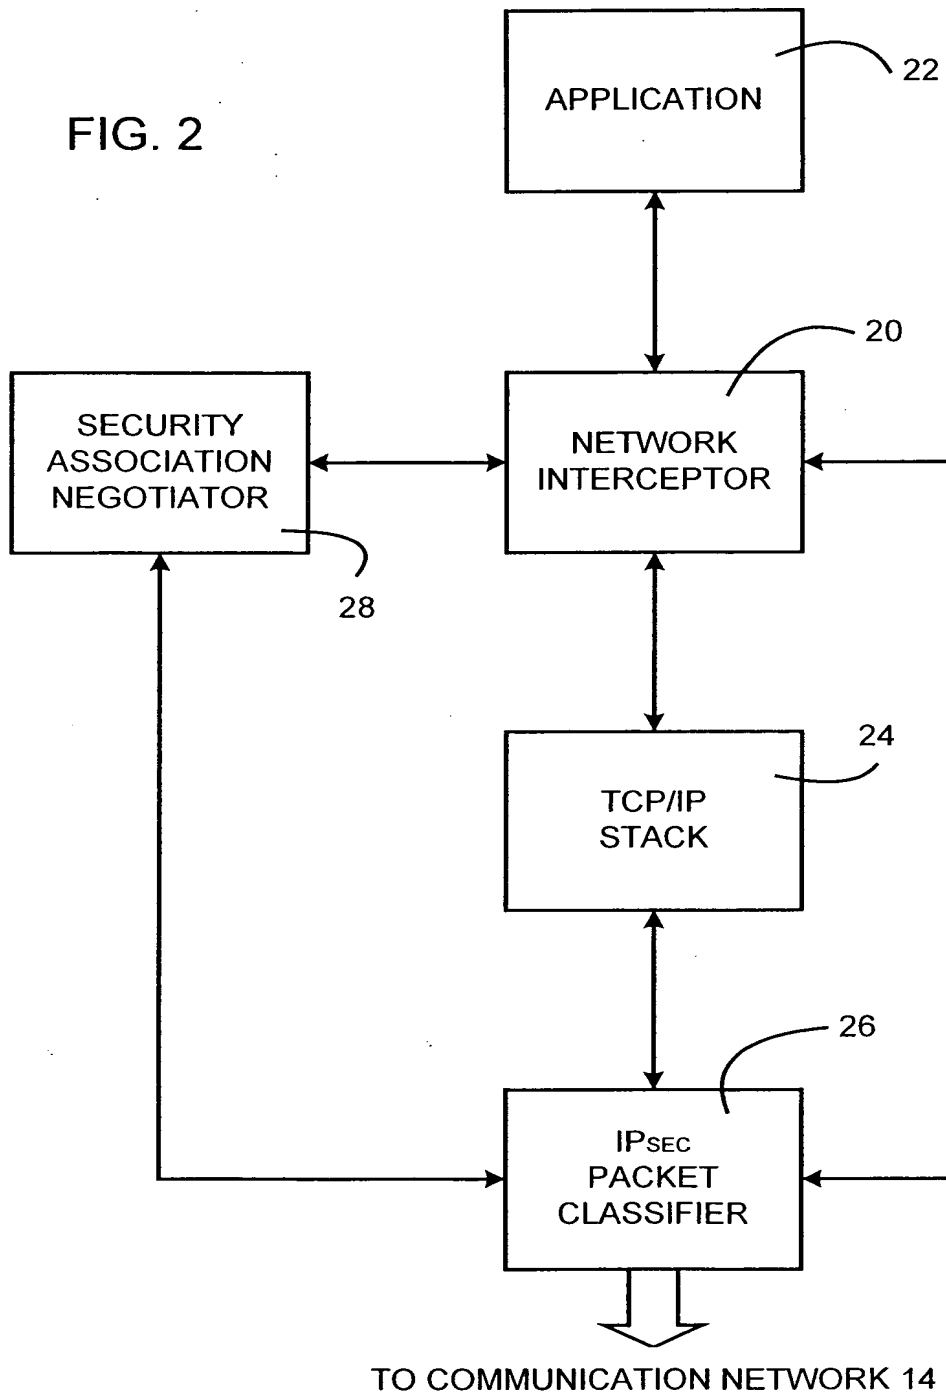 FIG. 2
APPLICATION
22
20
SECURITY
ASSOCIATION
NEGOTIATOR
28
NETWORK
INTERCEPTOR
24
TCP/IP
STACK
26
IPSEC
PACKET
CLASSIFIER
TO COMMUNICATION NETWORK 14